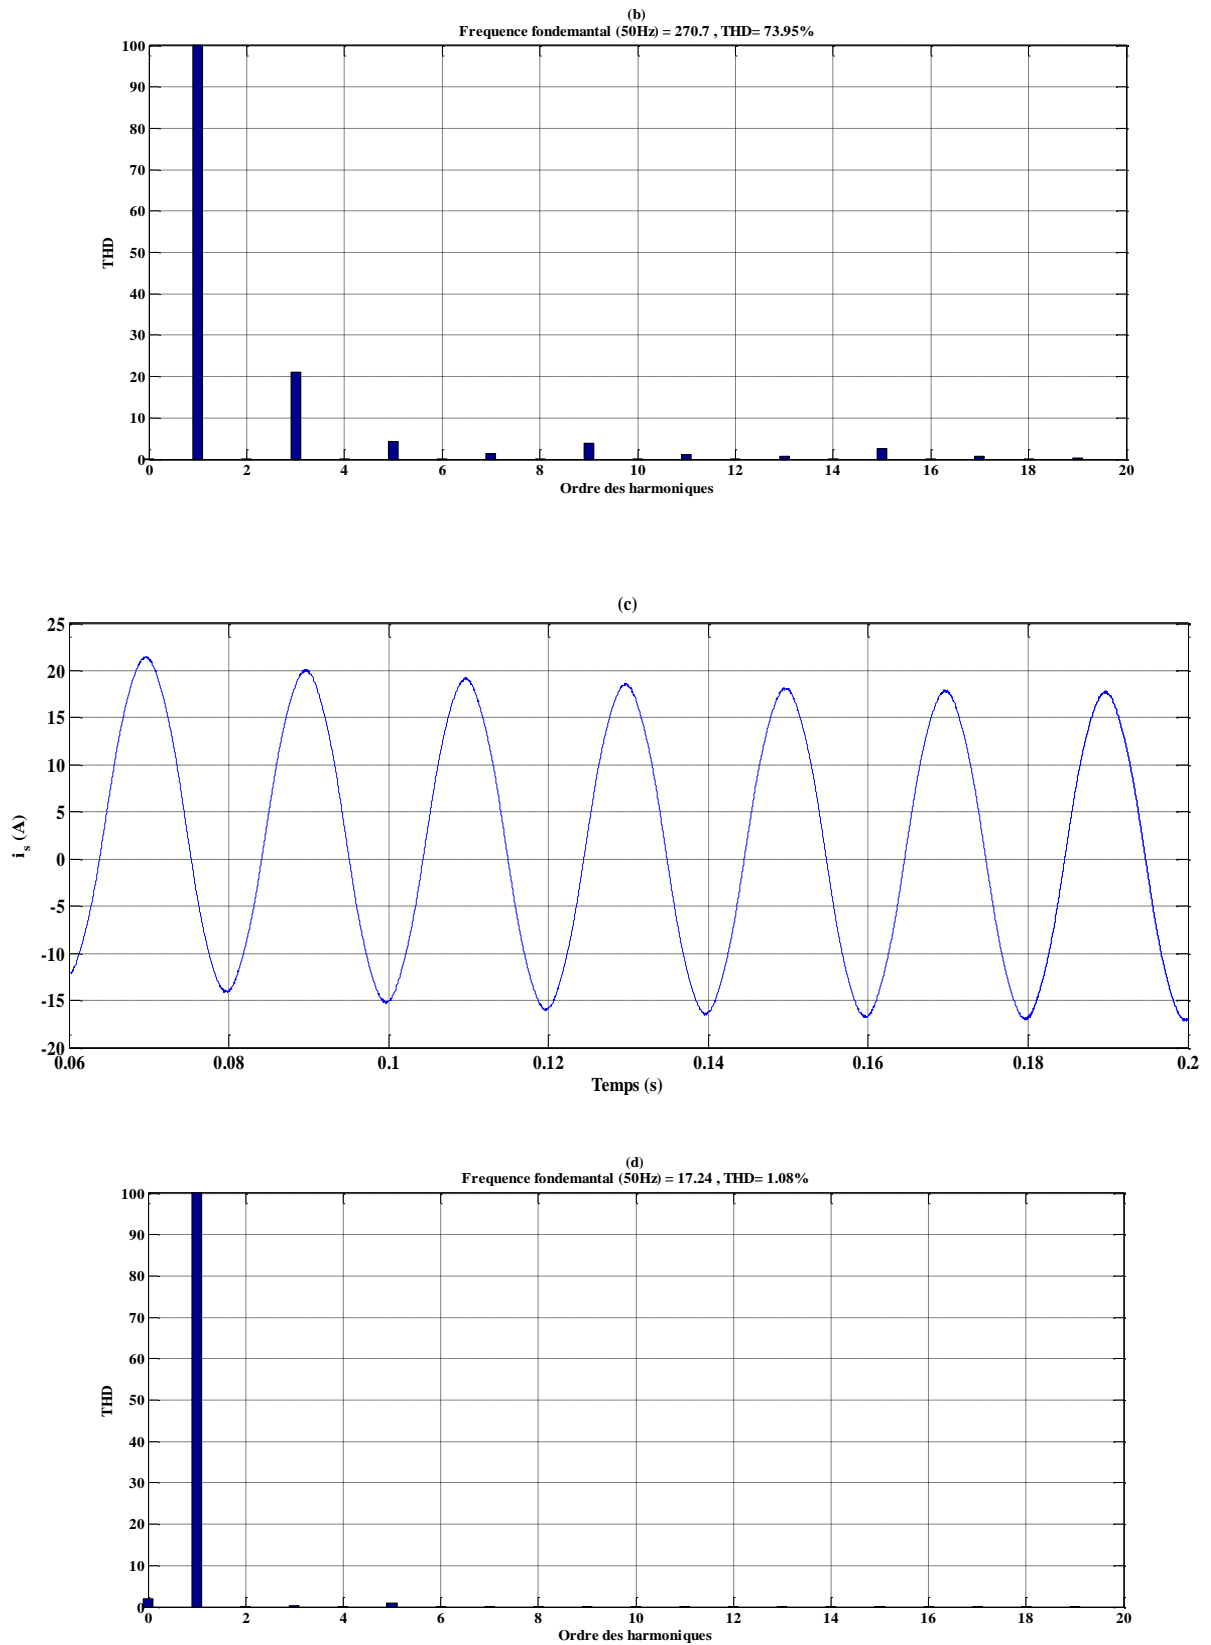 (b)
Frequence fondemantal (50Hz) = 270.7 , THD= 73.95%
100
90
80
70
60
50
40
30
20
10
0
THD
0 2 4 6 8 10 12 14 16 18 20
Ordre des harmoniques
(c)
25
20
15
10
5
0
-5
-10
-15
-20
i_s (A)
0.06 0.08 0.1 0.12 0.14 0.16 0.18 0.2
Temps (s)
(d)
Frequence fondemantal (50Hz) = 17.24 , THD= 1.08%
100
90
80
70
60
50
40
30
20
10
0
THD
0 2 4 6 8 10 12 14 16 18 20
Ordre des harmoniques